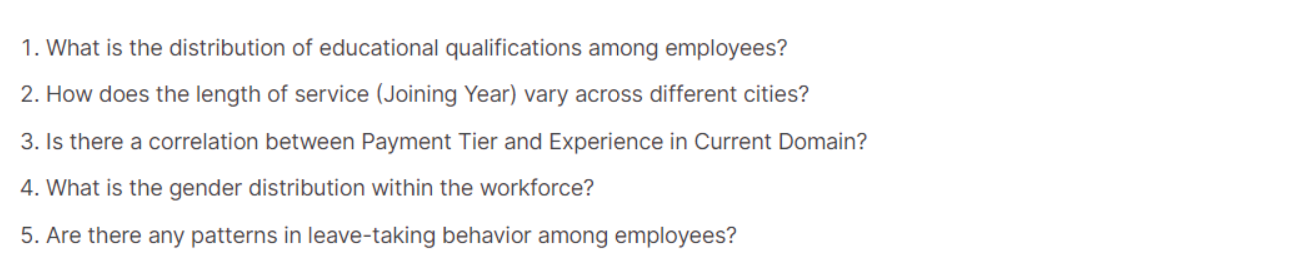 1. What is the distribution of educational qualifications among employees?
2. How does the length of service (Joining Year) vary across different cities?
3. Is there a correlation between Payment Tier and Experience in Current Domain?
4. What is the gender distribution within the workforce?
5. Are there any patterns in leave-taking behavior among employees?